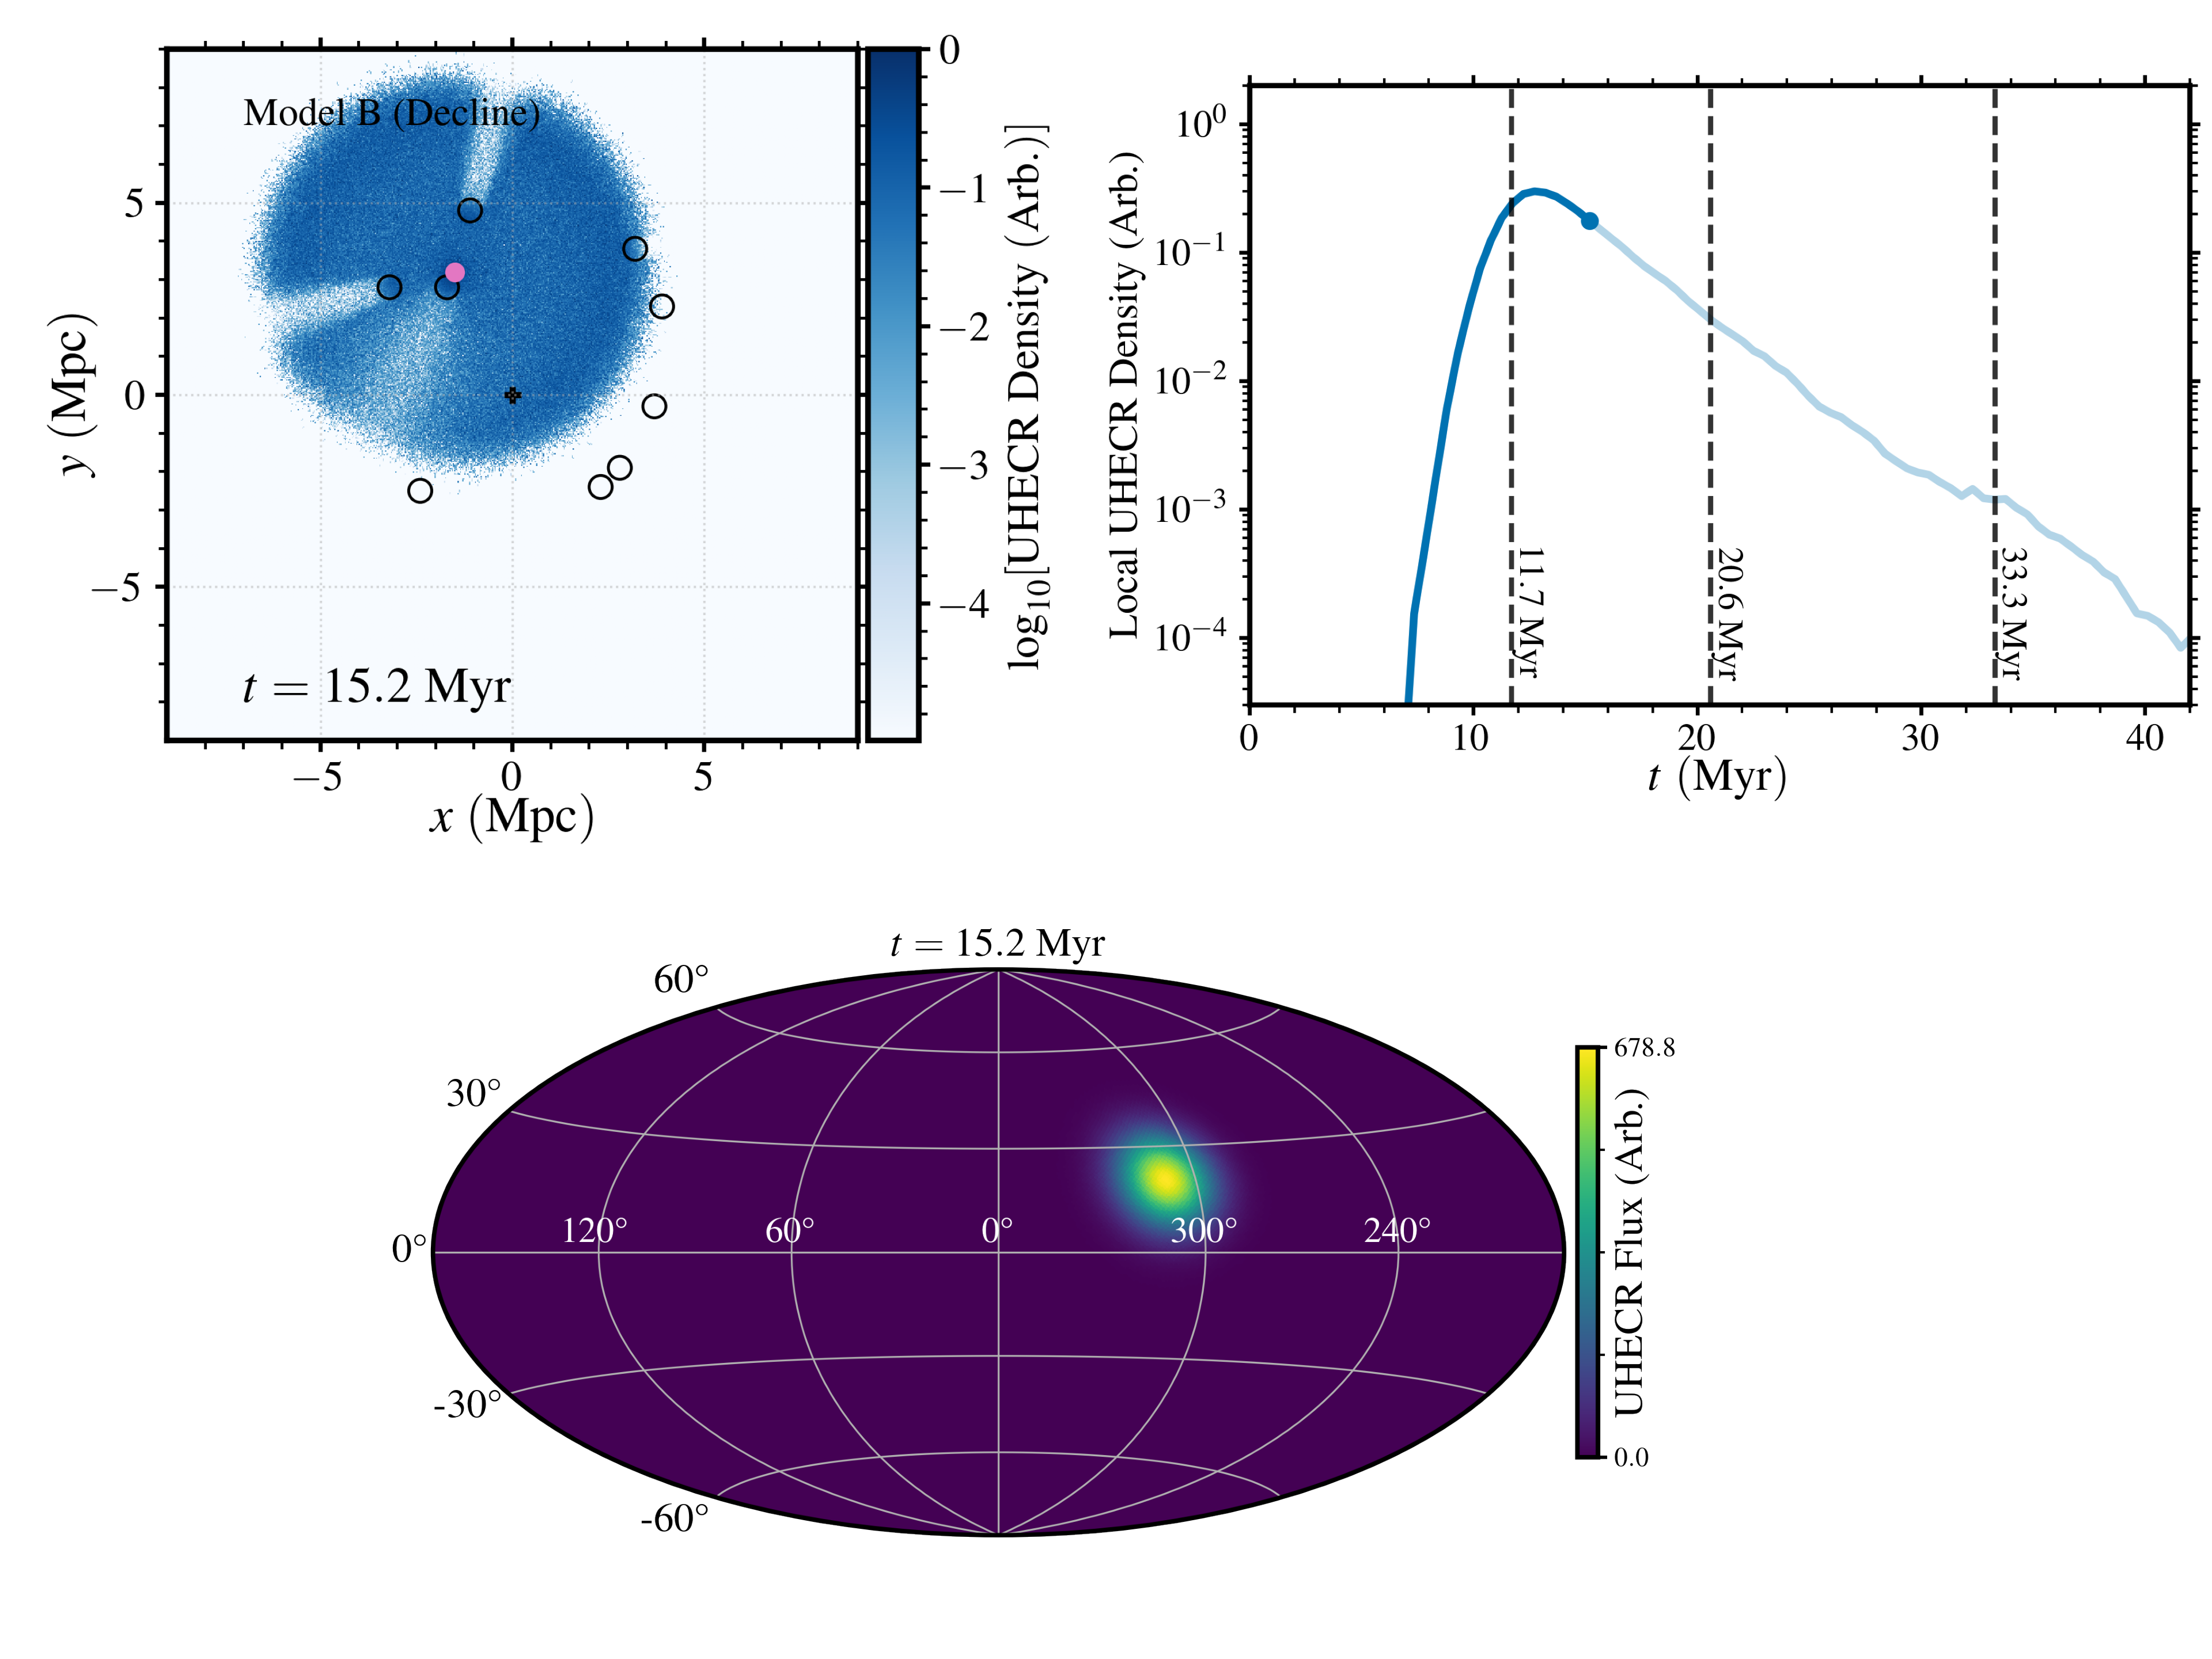 Model B (Decline)
t = 15.2 Myr
5
0
−5
y (Mpc)
−5
0
5
x (Mpc)
0
−1
−2
−3
−4
log₁₀[UHECR Density (Arb.)]
10⁰
10⁻¹
10⁻²
10⁻³
10⁻⁴
Local UHECR Density (Arb.)
11.7 Myr
20.6 Myr
33.3 Myr
0
10
20
30
40
t (Myr)
t = 15.2 Myr
60°
30°
0°
-30°
-60°
120°
60°
0°
300°
240°
678.8
0.0
UHECR Flux (Arb.)